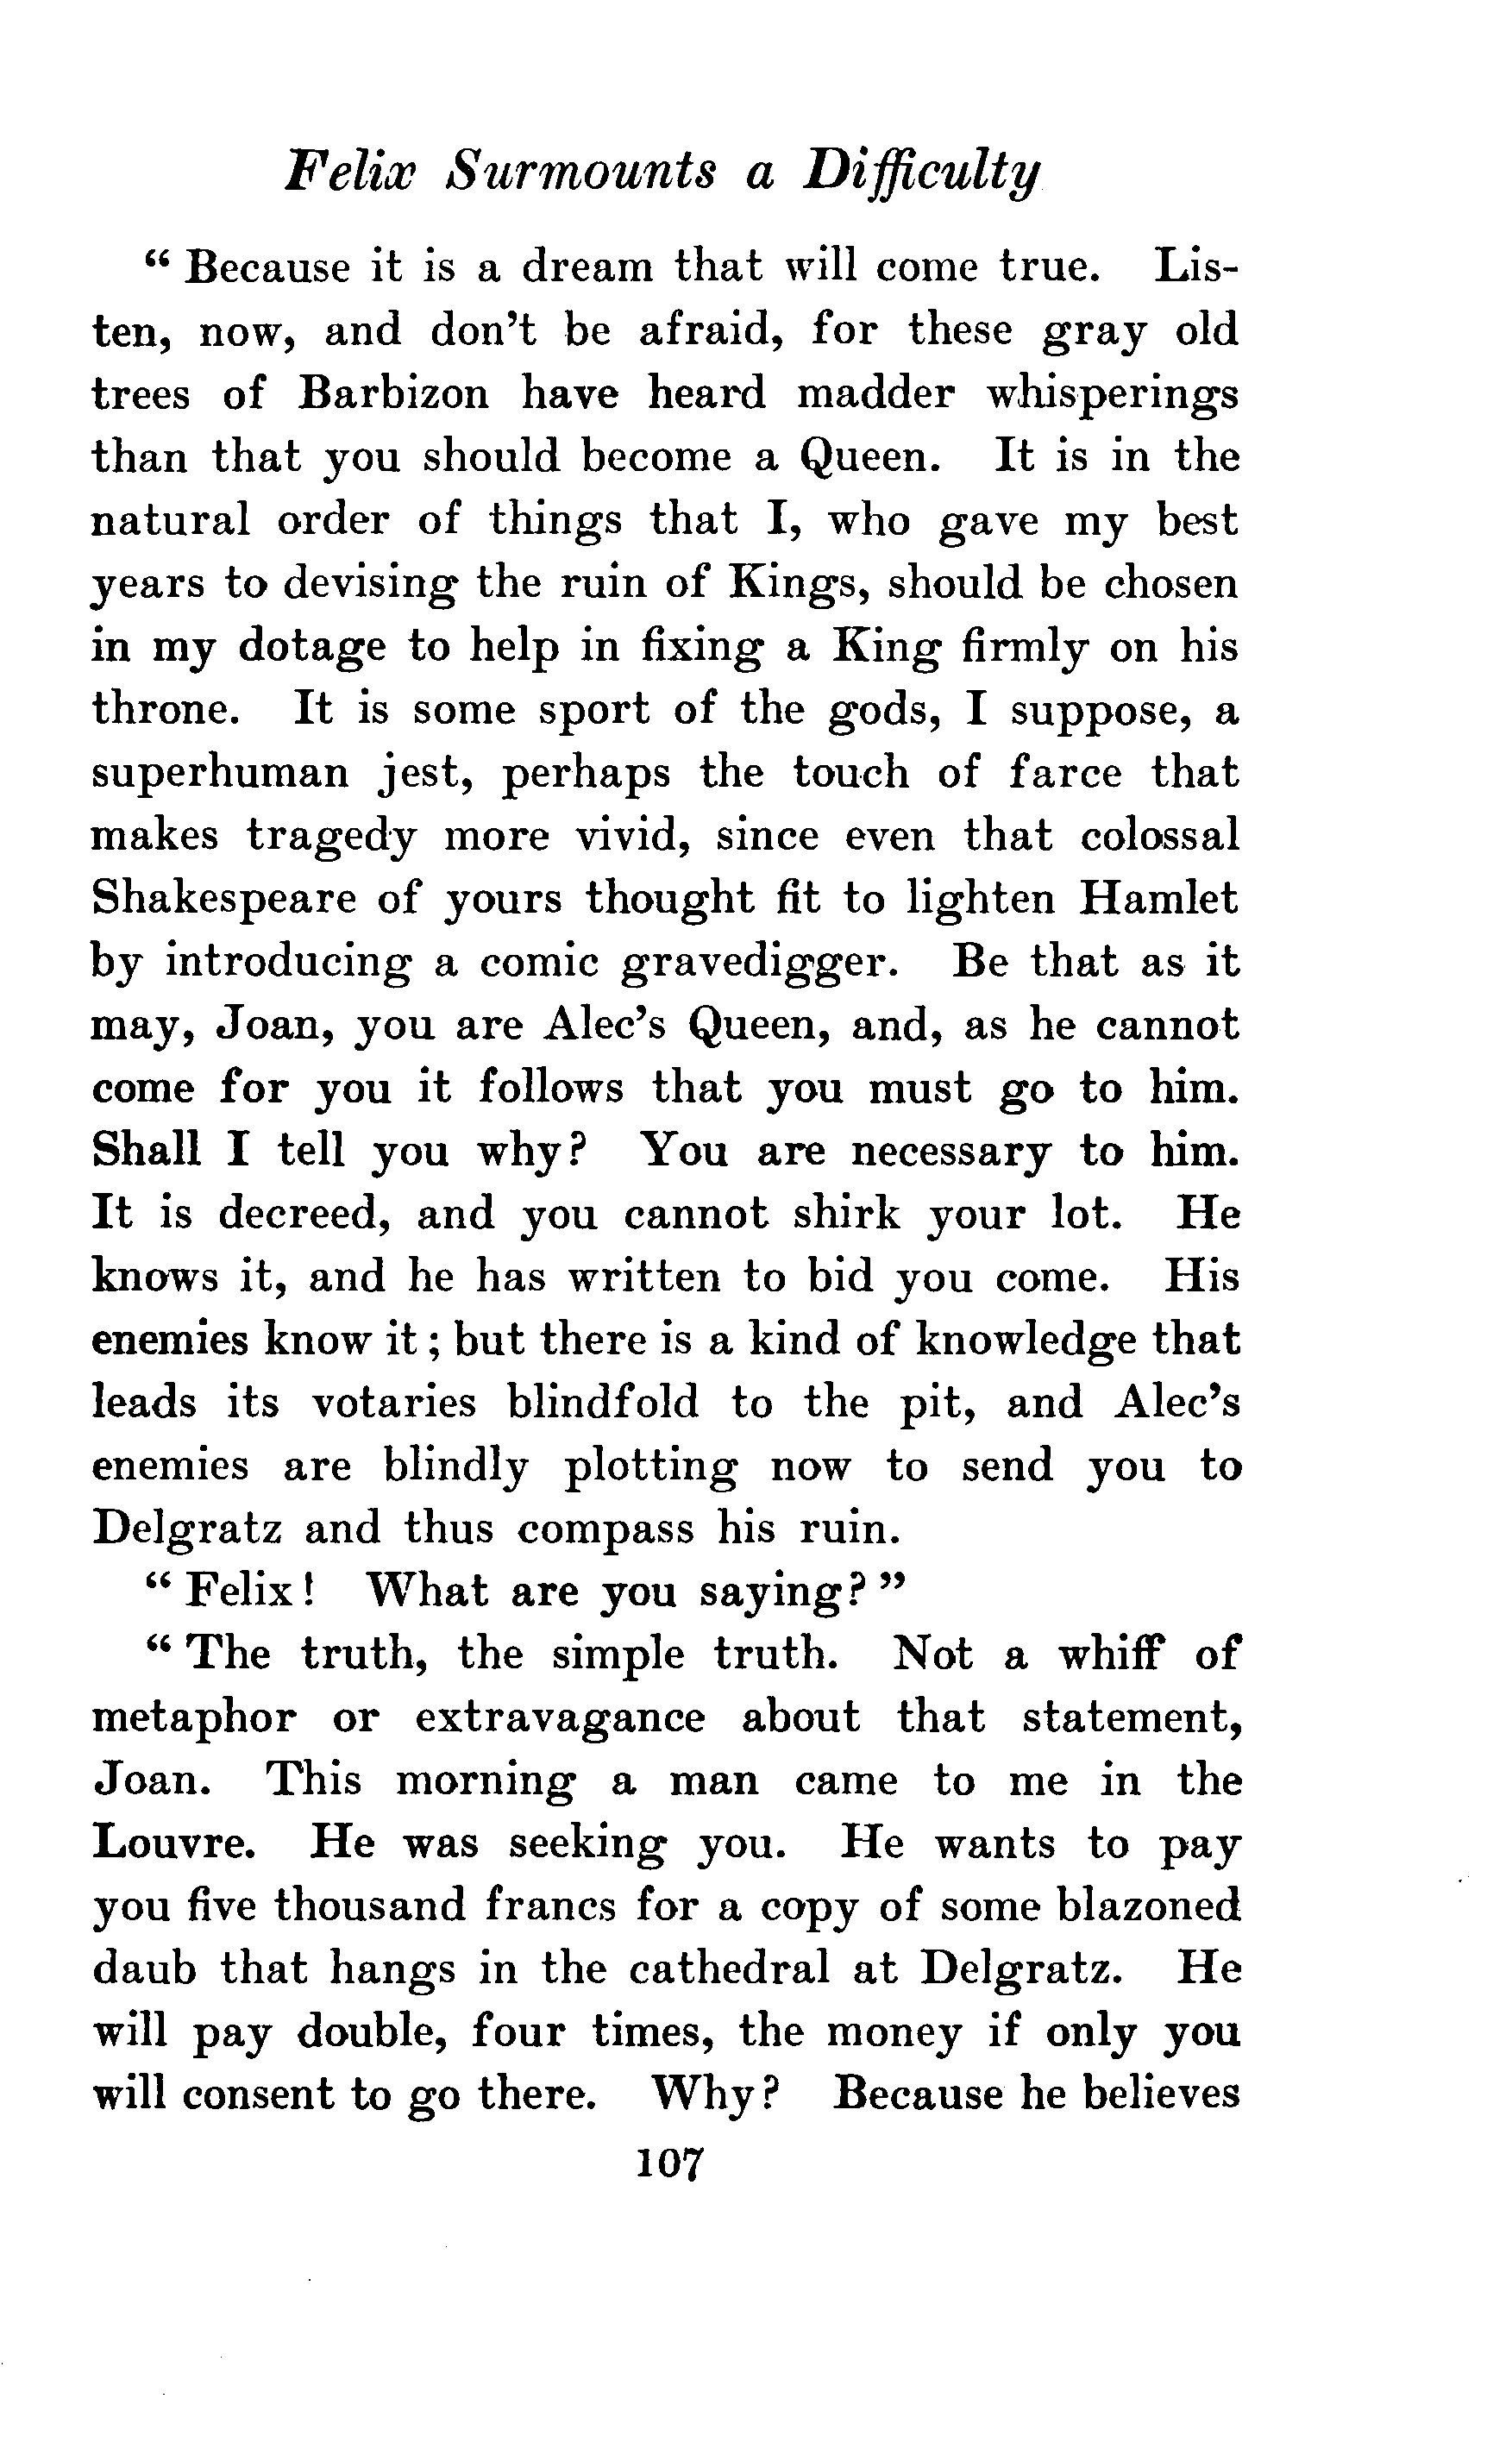 Felix Surmounts a Difficulty
“ Because it is a dream that will come true. Lis-
ten, now, and don't be afraid, for these gray old
trees of Barbizon have heard madder whisperings
than that you should become a Queen. It is in the
natural order of things that I, who gave my best
years to devising the ruin of Kings, should be chosen
in my dotage to help in fixing a King firmly on his
throne. It is some sport of the gods, I suppose, a
superhuman jest, perhaps the touch of farce that
makes tragedy more vivid, since even that colossal
Shakespeare of yours thought fit to lighten Hamlet
by introducing a comic gravedigger. Be that as it
may, Joan, you are Alec's Queen, and, as he cannot
come for you it follows that you must go to him.
Shall I tell you why? You are necessary to him.
It is decreed, and you cannot shirk your lot. He
knows it, and he has written to bid you come. His
enemies know it ; but there is a kind of knowledge that
leads its votaries blindfold to the pit, and Alec's
enemies are blindly plotting now to send you to
Delgratz and thus compass his ruin.
“ Felix! What are you saying? ”
“ The truth, the simple truth. Not a whiff of
metaphor or extravagance about that statement,
Joan. This morning a man came to me in the
Louvre. He was seeking you. He wants to pay
you five thousand francs for a copy of some blazoned
daub that hangs in the cathedral at Delgratz. He
will pay double, four times, the money if only you
will consent to go there. Why? Because he believes
107